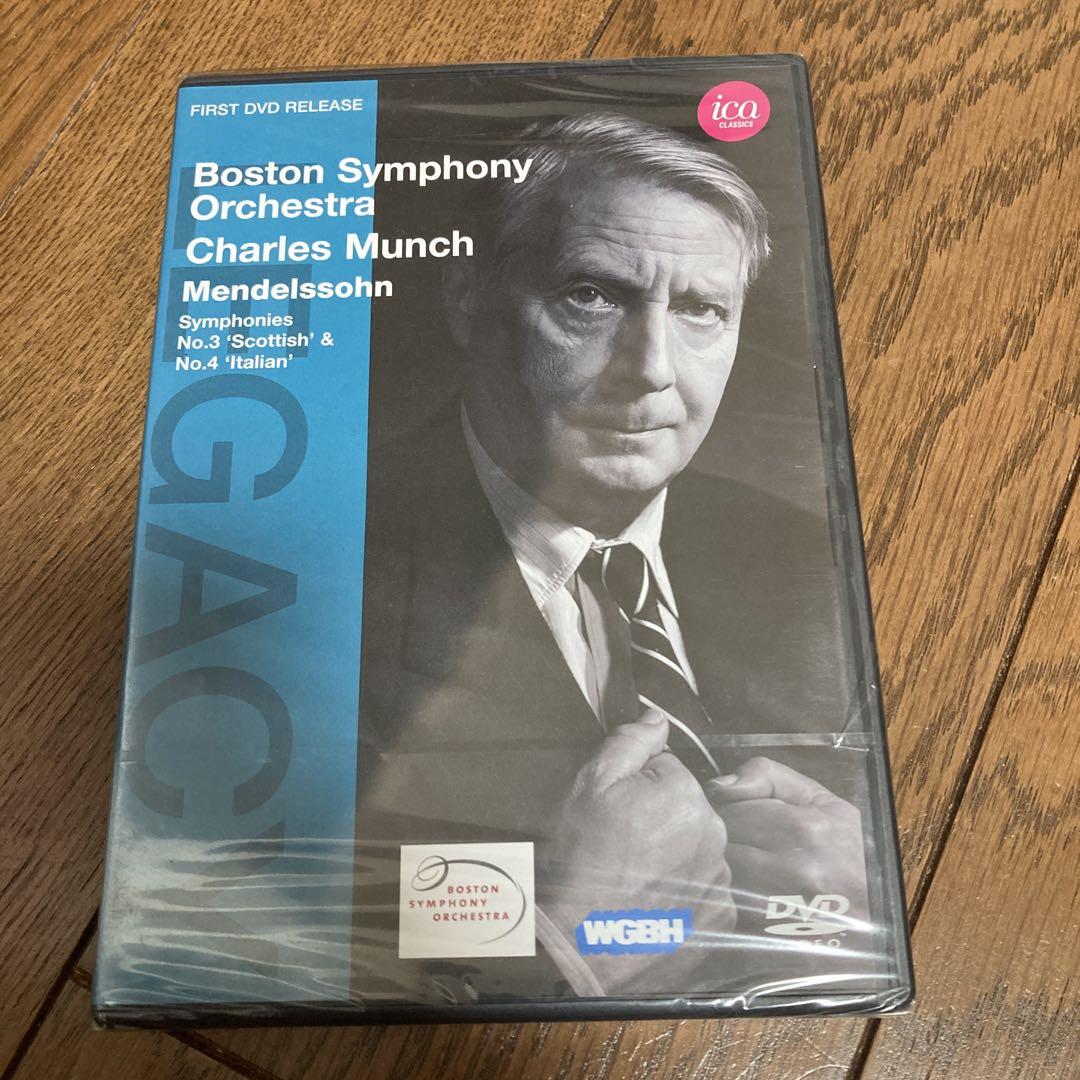 FIRST DVD RELEASE
ica
CLASSICS
Boston Symphony
Orchestra
Charles Munch
Mendelssohn
Symphonies
No.3 ‘Scottish’ &
No.4 ‘Italian’
LEGACY
BOSTON
SYMPHONY
ORCHESTRA
WGBH
DVD
VIDEO